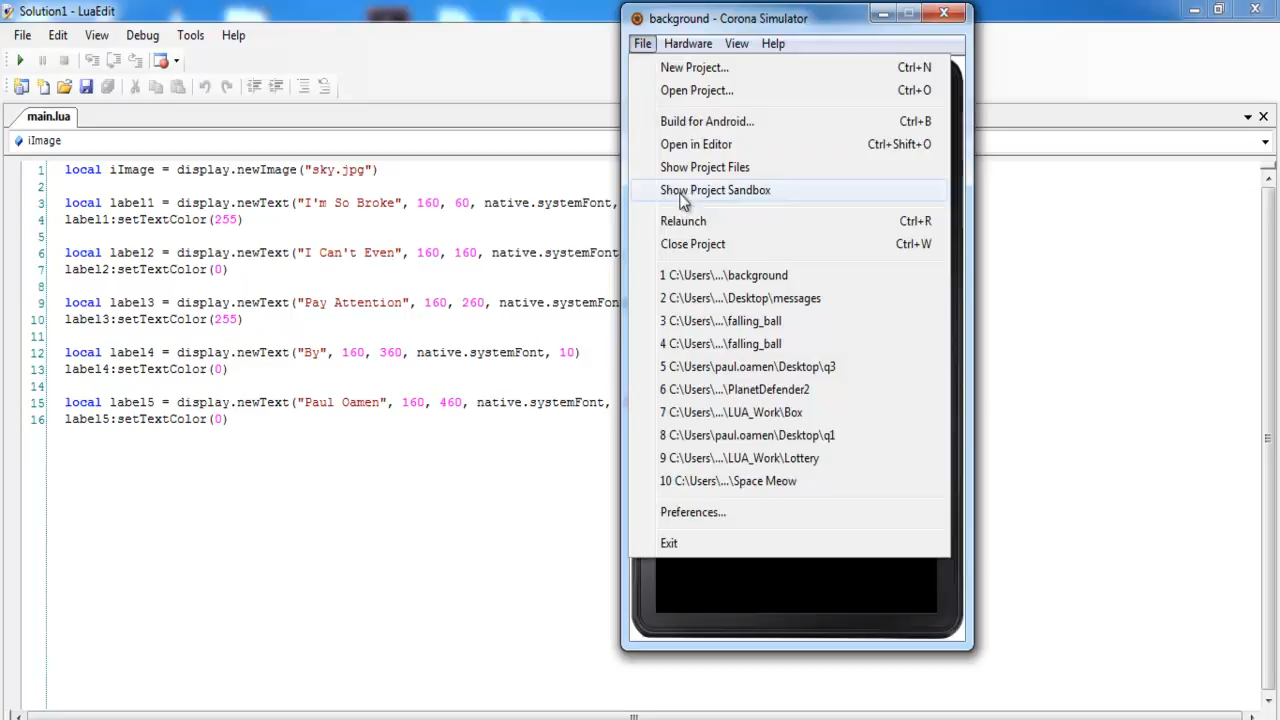 Solution1 - LuaEdit
File Edit View Debug Tools Help
main.lua
iImage
1 local iImage = display.newImage("sky.jpg")
2
3 local label1 = display.newText("I'm So Broke", 160, 60, native.systemFont,
4 label1:setTextColor(255)
5
6 local label2 = display.newText("I Can't Even", 160, 160, native.systemFont
7 label2:setTextColor(0)
8
9 local label3 = display.newText("Pay Attention", 160, 260, native.systemFon
10 label3:setTextColor(255)
11
12 local label4 = display.newText("By", 160, 360, native.systemFont, 10)
13 label4:setTextColor(0)
14
15 local label5 = display.newText("Paul Oamen", 160, 460, native.systemFont,
16 label5:setTextColor(0)
background - Corona Simulator
File Hardware View Help
New Project... Ctrl+N
Open Project... Ctrl+O
Build for Android... Ctrl+B
Open in Editor Ctrl+Shift+O
Show Project Files
Show Project Sandbox
Relaunch Ctrl+R
Close Project Ctrl+W
1 C:\Users\...\background
2 C:\Users\...\Desktop\messages
3 C:\Users\...\falling_ball
4 C:\Users\...\falling_ball
5 C:\Users\paul.oamen\Desktop\q3
6 C:\Users\...\PlanetDefender2
7 C:\Users\...\LUA_Work\Box
8 C:\Users\paul.oamen\Desktop\q1
9 C:\Users\...\LUA_Work\Lottery
10 C:\Users\...\Space Meow
Preferences...
Exit